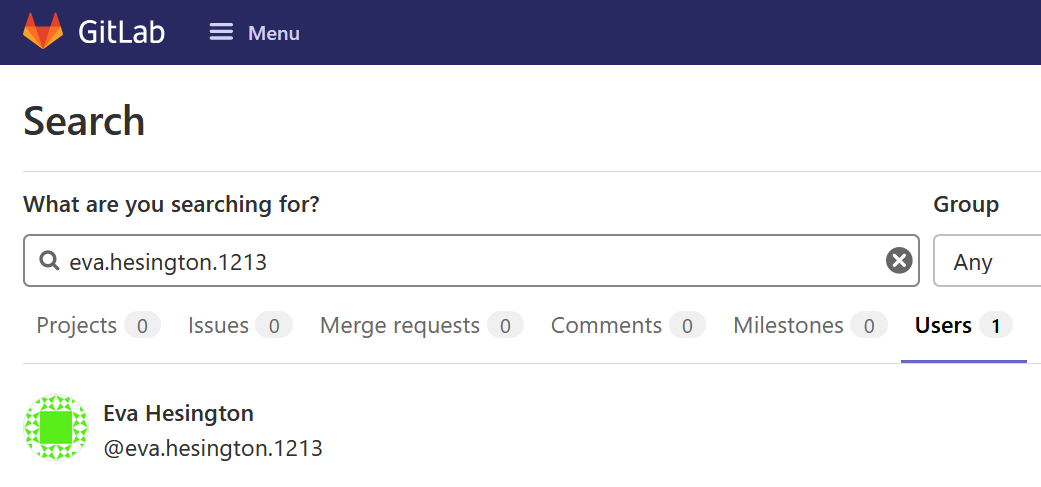 GitLab Menu
Search
What are you searching for? Group
eva.hesington.1213 Any
Projects 0 Issues 0 Merge requests 0 Comments 0 Milestones 0 Users 1
Eva Hesington
@eva.hesington.1213